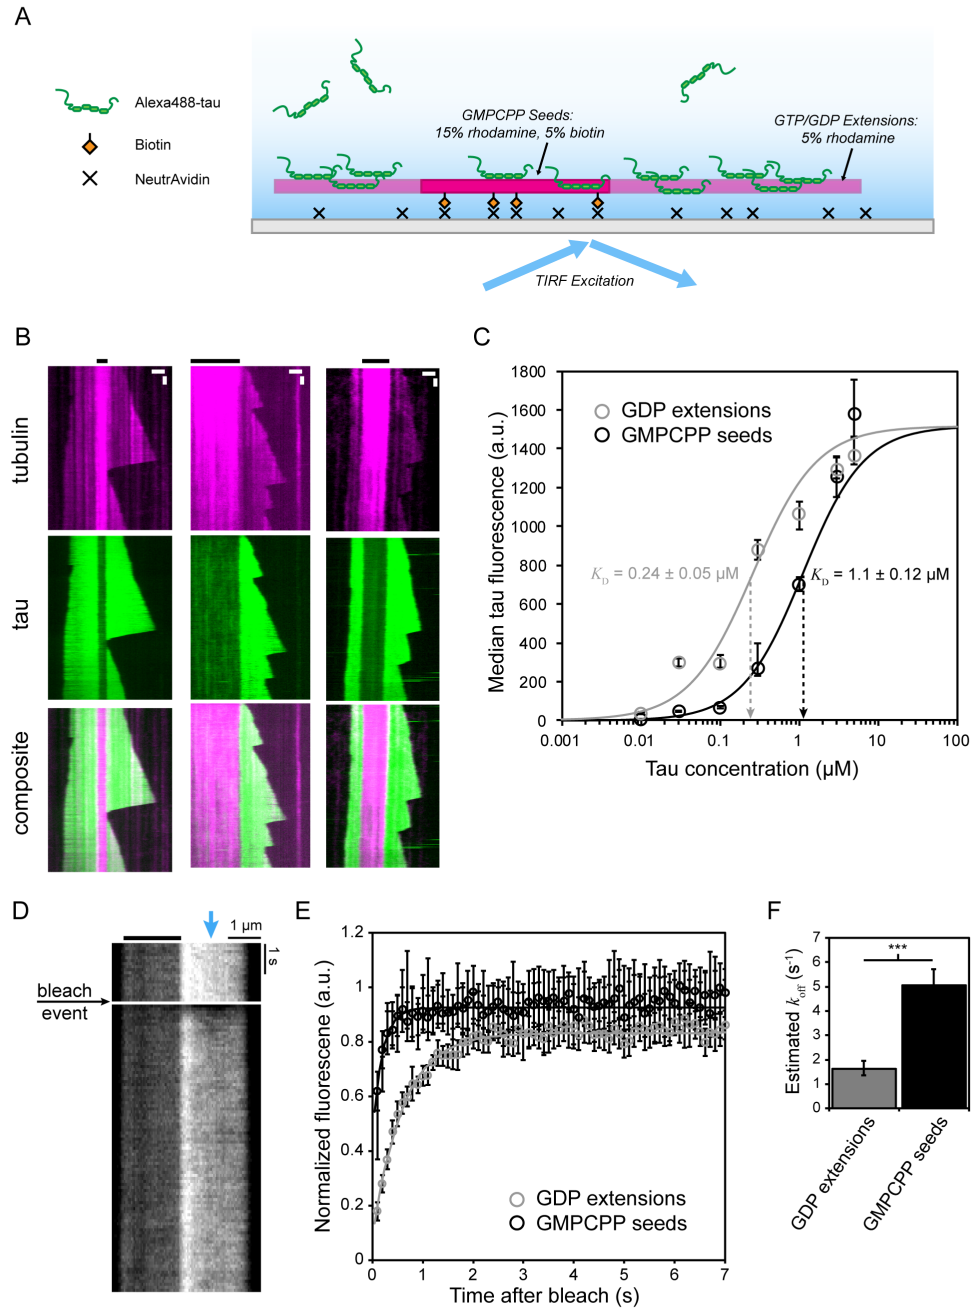 A
Alexa488-tau
Biotin
NeutrAvidin
GMPCPP Seeds:
15% rhodamine, 5% biotin
GTP/GDP Extensions:
5% rhodamine
TIRF Excitation
B
tubulin
tau
composite
C
Median tau fluorescence (a.u.)
1800
1600
1400
1200
1000
800
600
400
200
0
GDP extensions
GMPCPP seeds
K_D = 0.24 ± 0.05 µM
K_D = 1.1 ± 0.12 µM
0.001
0.01
0.1
1
10
100
Tau concentration (µM)
D
1 µm
1 s
bleach
event
E
Normalized fluorescene (a.u.)
1.2
1
0.8
0.6
0.4
0.2
0
GDP extensions
GMPCPP seeds
0 1 2 3 4 5 6 7
Time after bleach (s)
F
Estimated k_off (s⁻¹)
7
6
5
4
3
2
1
0
***
GDP extensions
GMPCPP seeds